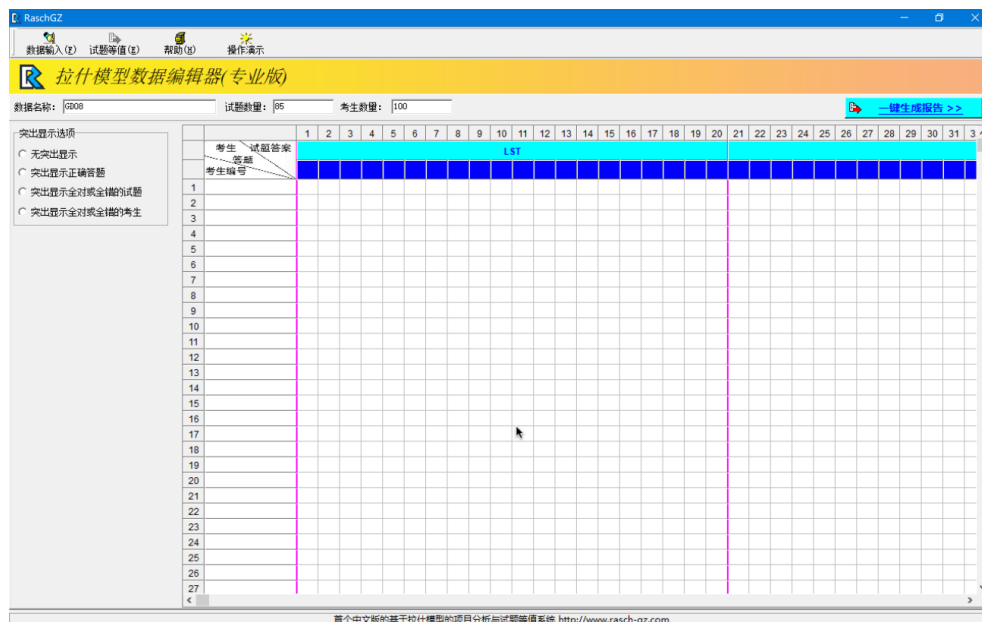 RaschGZ
数据输入(I) 试题等值(E) 帮助(H) 操作演示
拉什模型数据编辑器(专业版)
数据名称: GD08 试题数量: 85 考生数量: 100 一键生成报告 >>
突出显示选项
无突出显示
突出显示正确答题
突出显示全对或全错的试题
突出显示全对或全错的考生
1 2 3 4 5 6 7 8 9 10 11 12 13 14 15 16 17 18 19 20 21 22 23 24 25 26 27 28 29 30 31 3
考生 试题答案 LST
答题
考生编号
1
2
3
4
5
6
7
8
9
10
11
12
13
14
15
16
17
18
19
20
21
22
23
24
25
26
27
首个中文版的基于拉什模型的项目分析与试题等值系统 http://www.rasch-gz.com